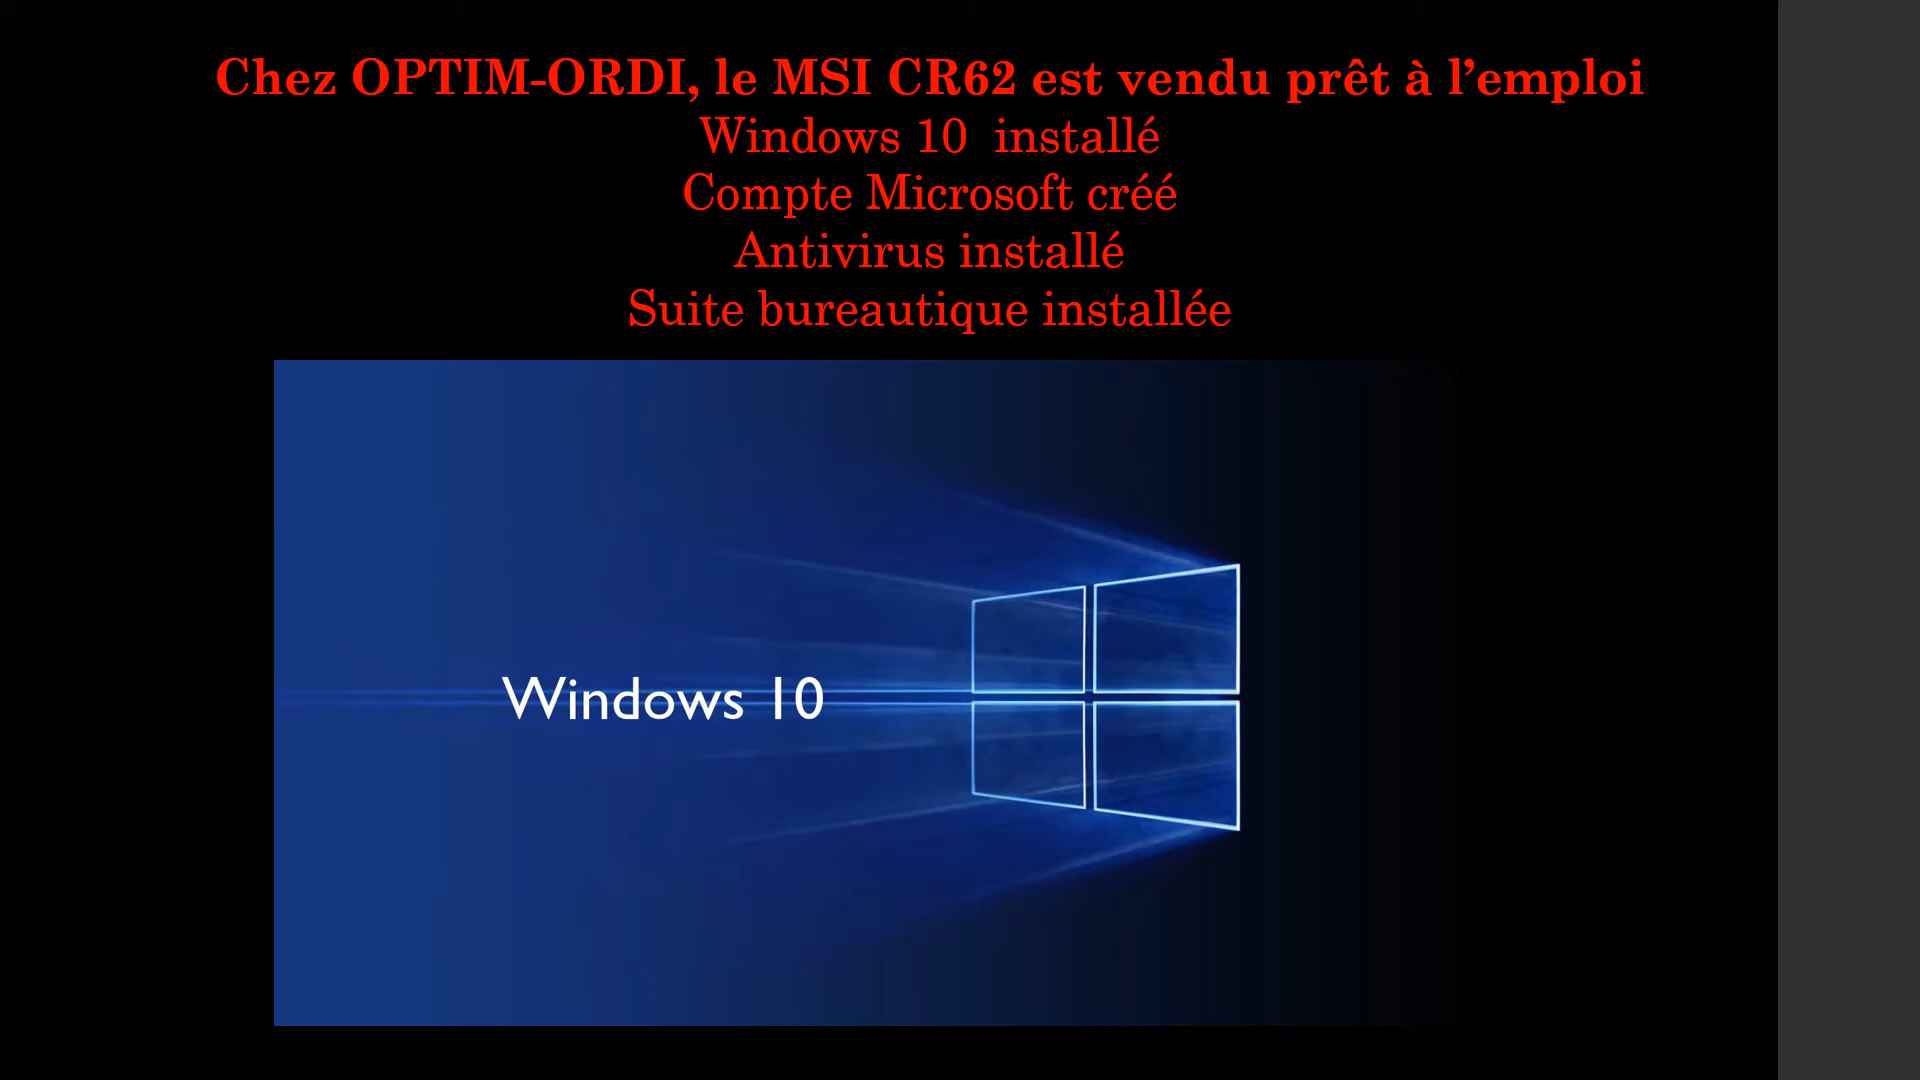 Chez OPTIM-ORDI, le MSI CR62 est vendu prêt à l’emploi
Windows 10  installé
Compte Microsoft créé
Antivirus installé
Suite bureautique installée
Windows 10